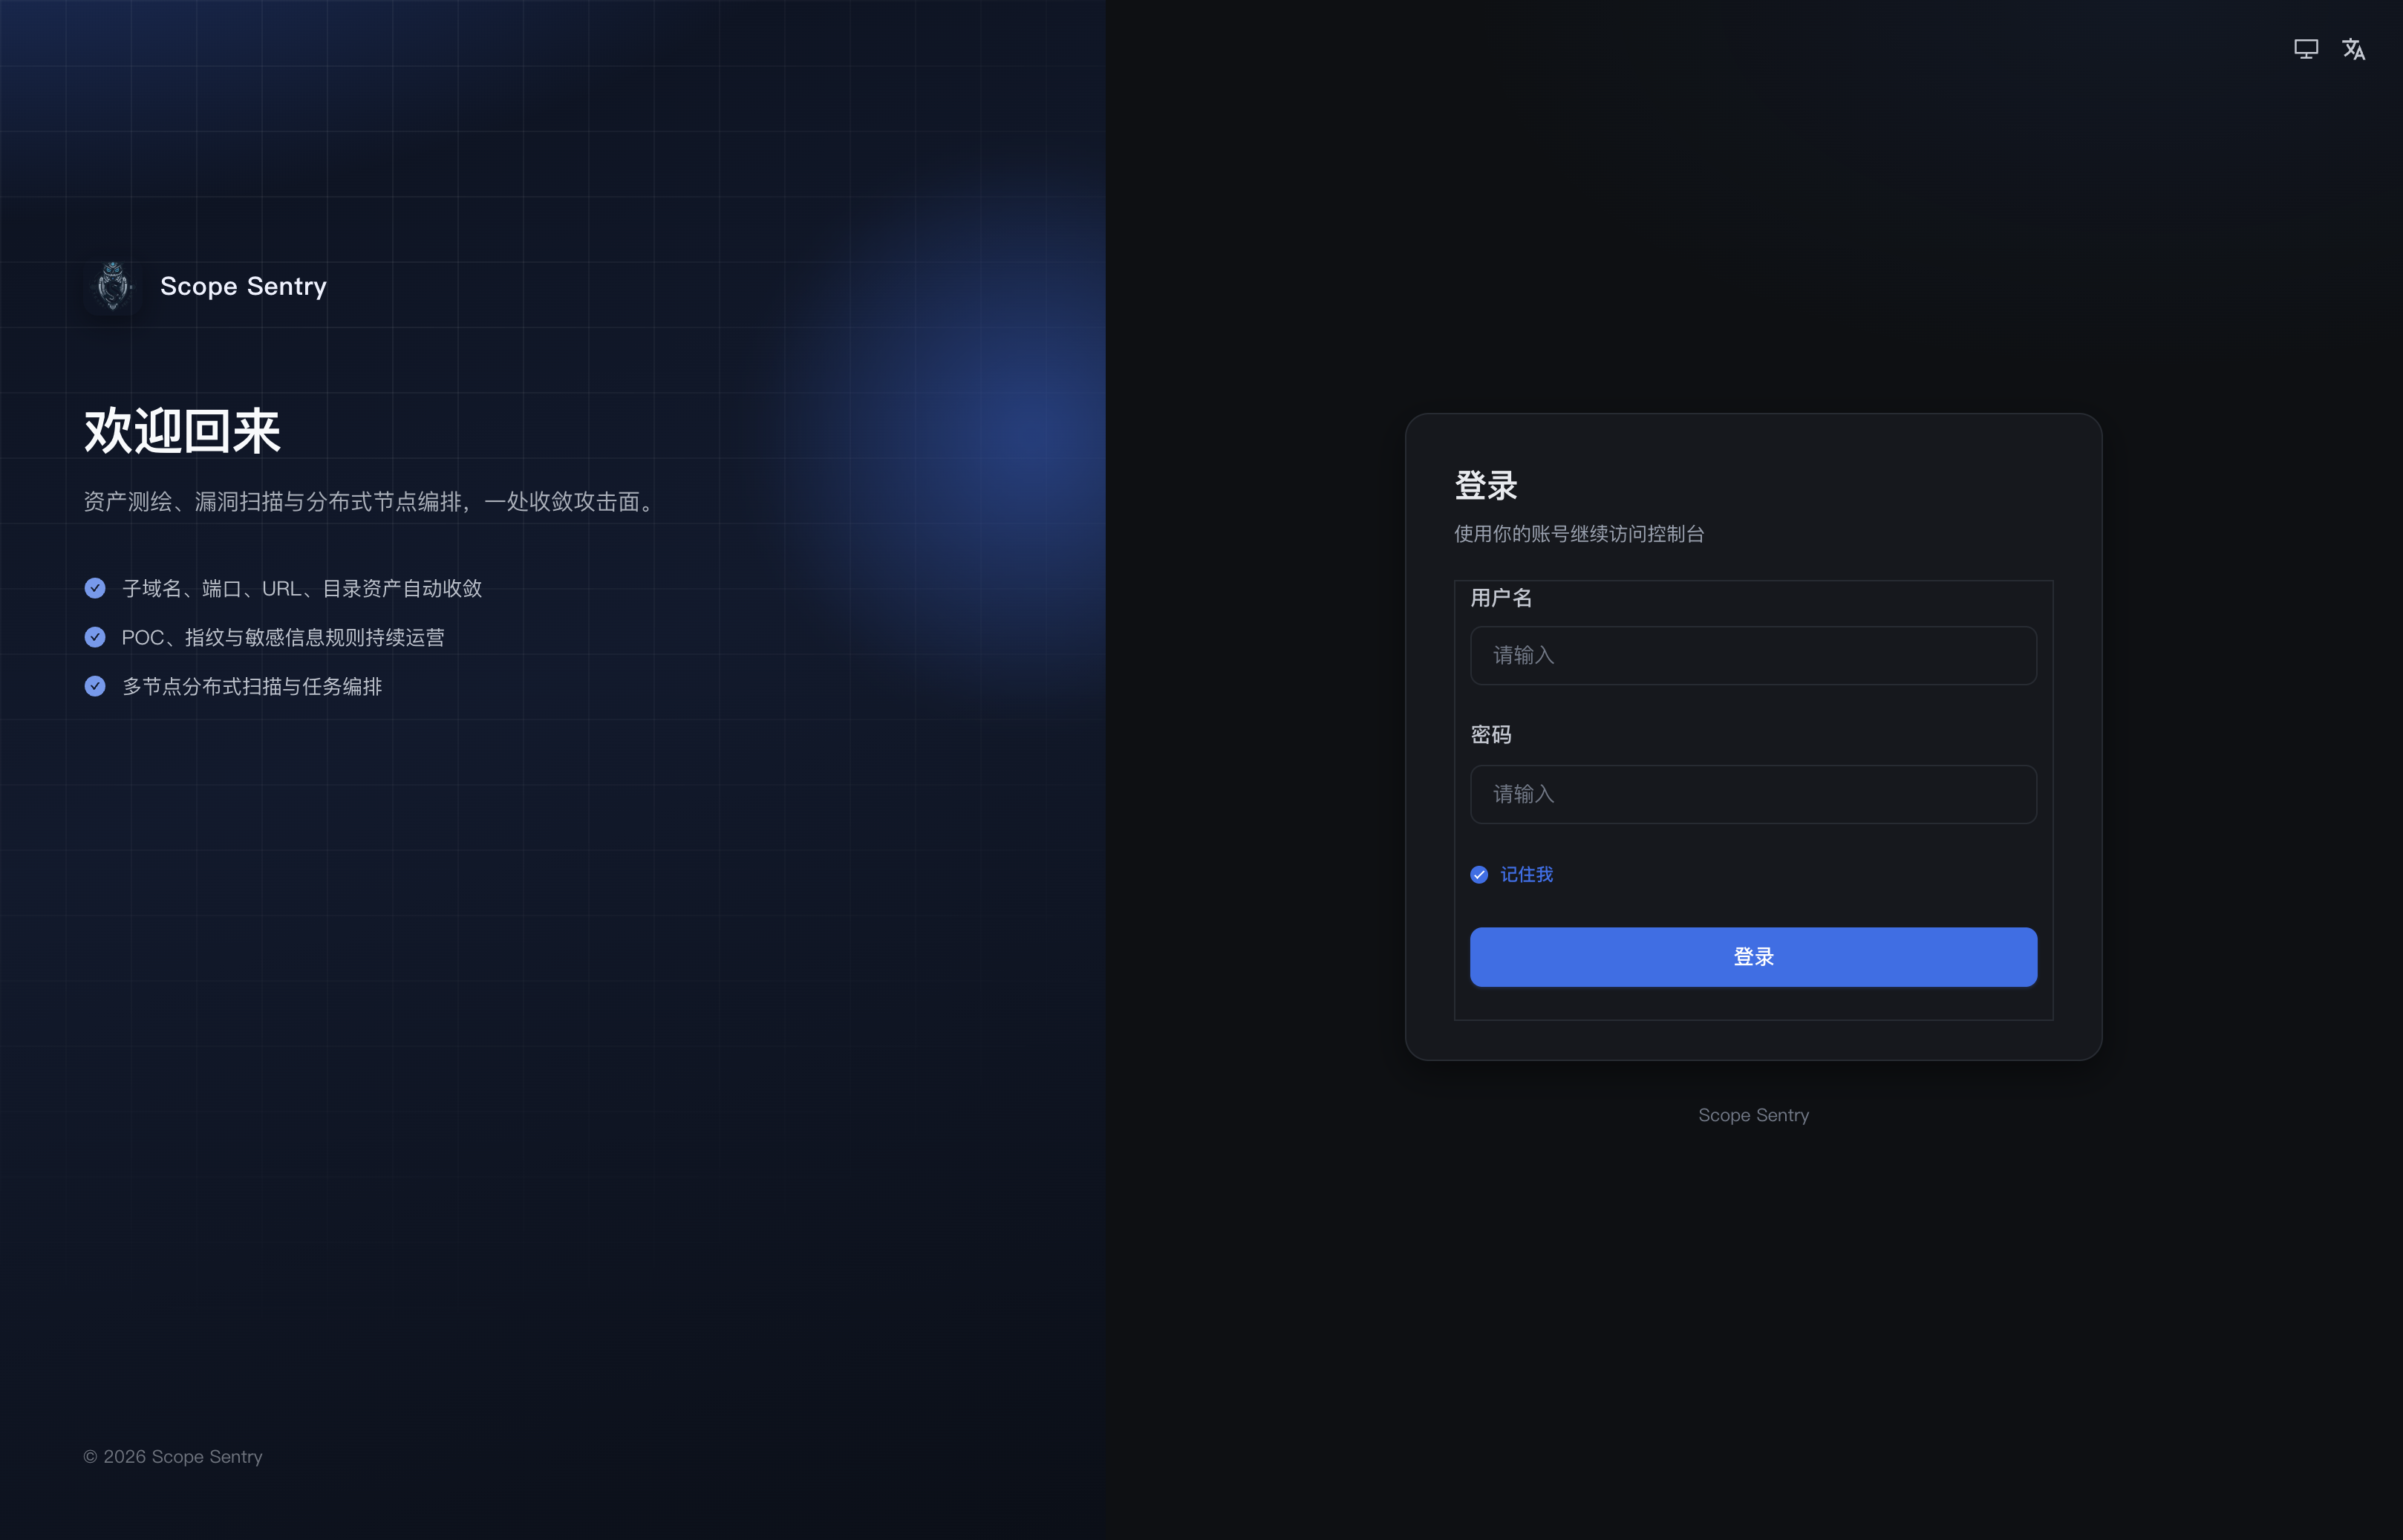 Scope Sentry
欢迎回来
资产测绘、漏洞扫描与分布式节点编排，一处收敛攻击面。
子域名、端口、URL、目录资产自动收敛
POC、指纹与敏感信息规则持续运营
多节点分布式扫描与任务编排
© 2026 Scope Sentry
登录
使用你的账号继续访问控制台
用户名
请输入
密码
请输入
记住我
登录
Scope Sentry